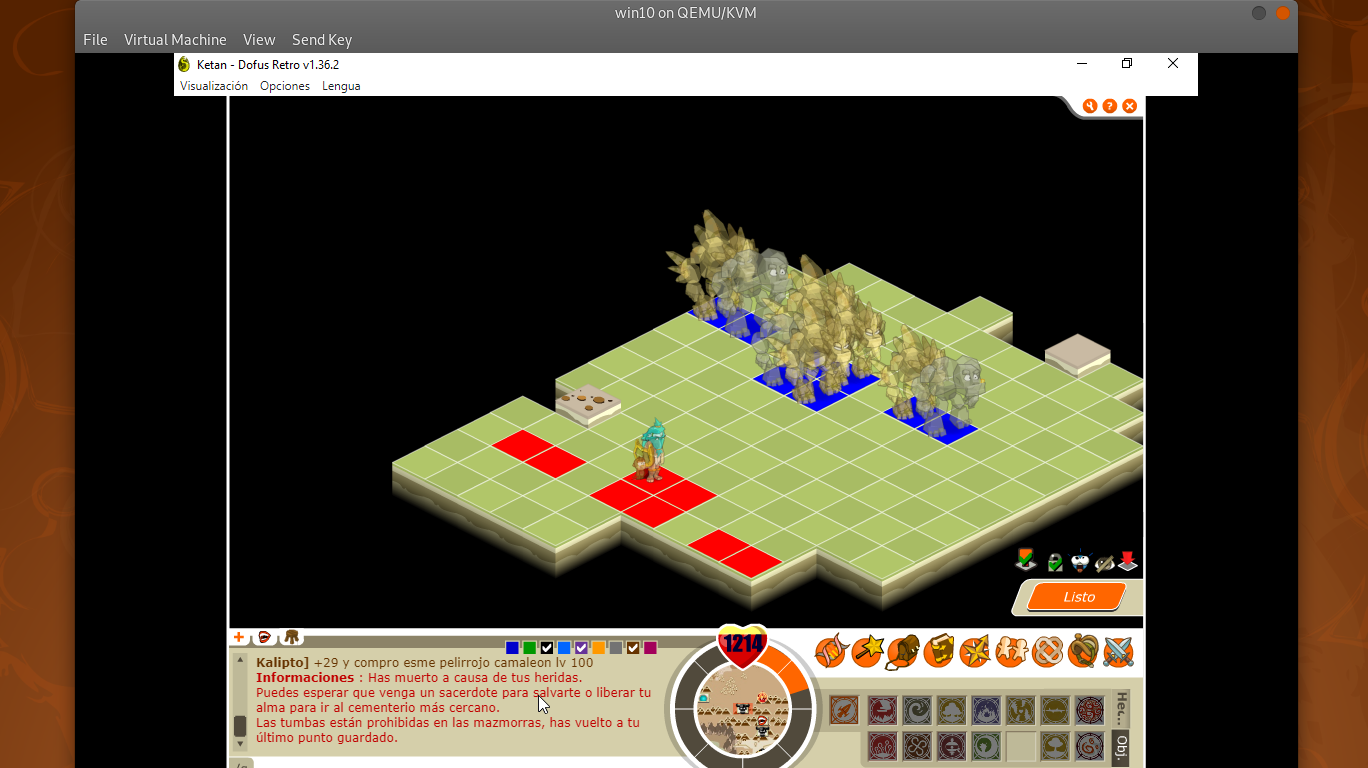 win10 on QEMU/KVM
File Virtual Machine View Send Key
Ketan - Dofus Retro v1.36.2
Visualización Opciones Lengua
Listo
1214
Kalipto] +29 y compro esme pelirrojo camaleon lv 100
Informaciones : Has muerto a causa de tus heridas.
Puedes esperar que venga un sacerdote para salvarte o liberar tu
alma para ir al cementerio más cercano.
Las tumbas están prohibidas en las mazmorras, has vuelto a tu
último punto guardado.
Hec..
Obj.